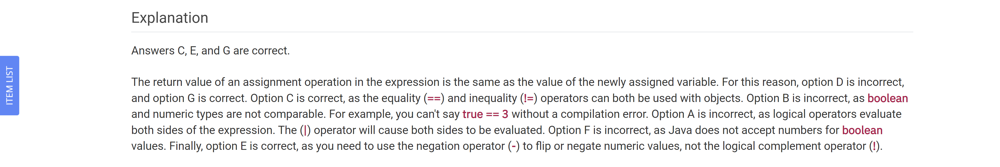 Explanation
Answers C, E, and G are correct.
ITEM LIST
The return value of an assignment operation in the expression is the same as the value of the newly assigned variable. For this reason, option D is incorrect,
and option G is correct. Option C is correct, as the equality (==) and inequality (!=) operators can both be used with objects. Option B is incorrect, as boolean
and numeric types are not comparable. For example, you can't say true == 3 without a compilation error. Option A is incorrect, as logical operators evaluate
both sides of the expression. The (|) operator will cause both sides to be evaluated. Option F is incorrect, as Java does not accept numbers for boolean
values. Finally, option E is correct, as you need to use the negation operator (-) to flip or negate numeric values, not the logical complement operator (!).